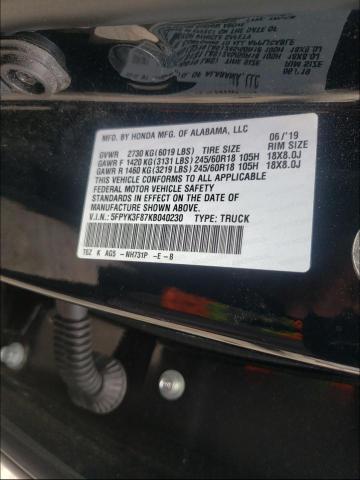 MFD. BY HONDA MFG. OF ALABAMA, LLC 06/'19
GVWR 2730 KG(6019 LBS) TIRE SIZE RIM SIZE
GAWR F 1420 KG(3131 LBS) 245/60R18 105H 18X8.0J
GAWR R 1460 KG(3219 LBS) 245/60R18 105H 18X8.0J
THIS VEHICLE CONFORMS TO ALL APPLICABLE
FEDERAL MOTOR VEHICLE SAFETY
STANDARDS IN EFFECT ON THE DATE OF
MANUFACTURE SHOWN ABOVE.
V.I.N.: 5FPYK3F87KB040230 TYPE: TRUCK
T6Z K AG5 -NH731P -E -B